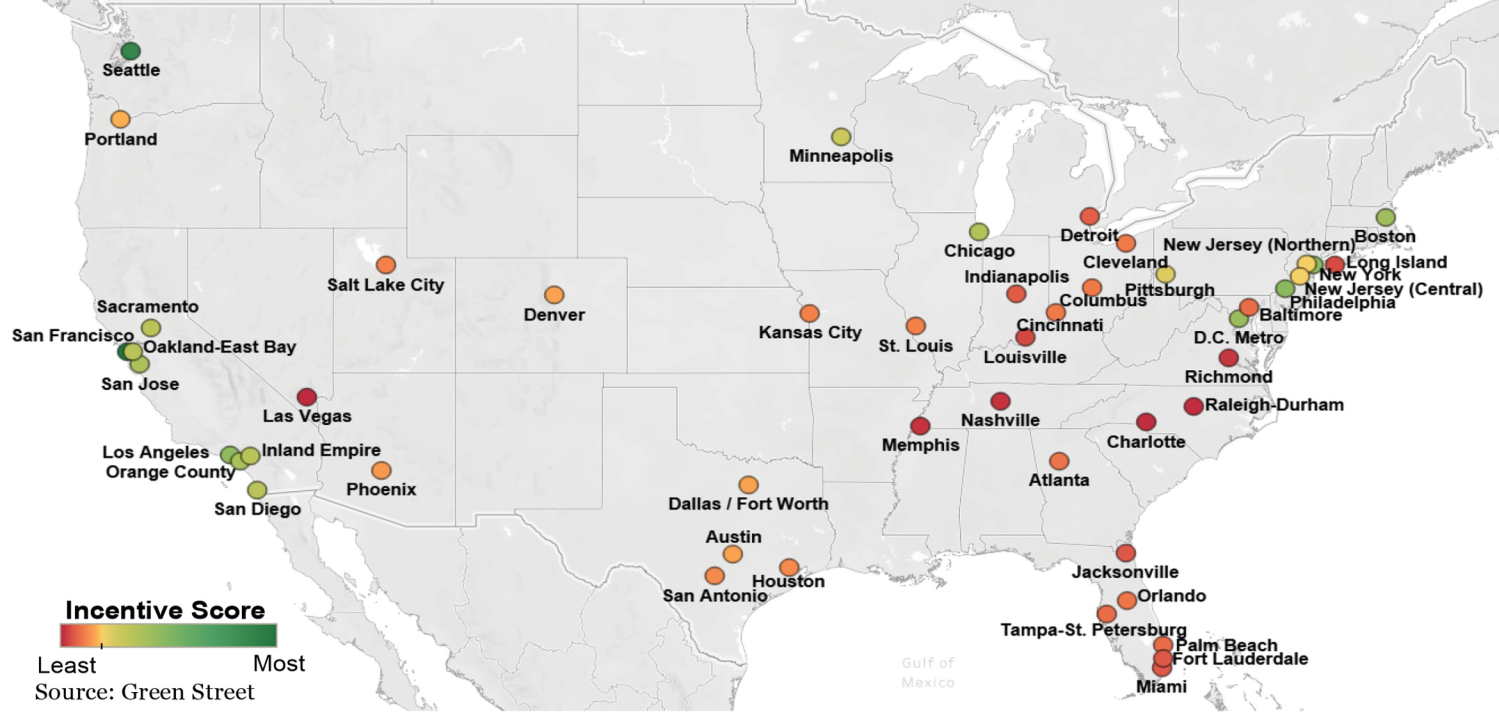 Seattle
Portland
Minneapolis
Detroit
Boston
Chicago
New Jersey (Northern)
Cleveland
Long Island
New York
Indianapolis
Salt Lake City
Pittsburgh
New Jersey (Central)
Columbus
Philadelphia
Sacramento
Denver
Baltimore
Cincinnati
Kansas City
San Francisco
D.C. Metro
St. Louis
Oakland-East Bay
Louisville
San Jose
Richmond
Las Vegas
Raleigh-Durham
Nashville
Memphis
Charlotte
Los Angeles
Inland Empire
Orange County
Phoenix
Atlanta
San Diego
Dallas / Fort Worth
Austin
Jacksonville
Houston
San Antonio
Orlando
Tampa-St. Petersburg
Palm Beach
Fort Lauderdale
Miami
Gulf of
Mexico
Incentive Score
Least Most
Source: Green Street